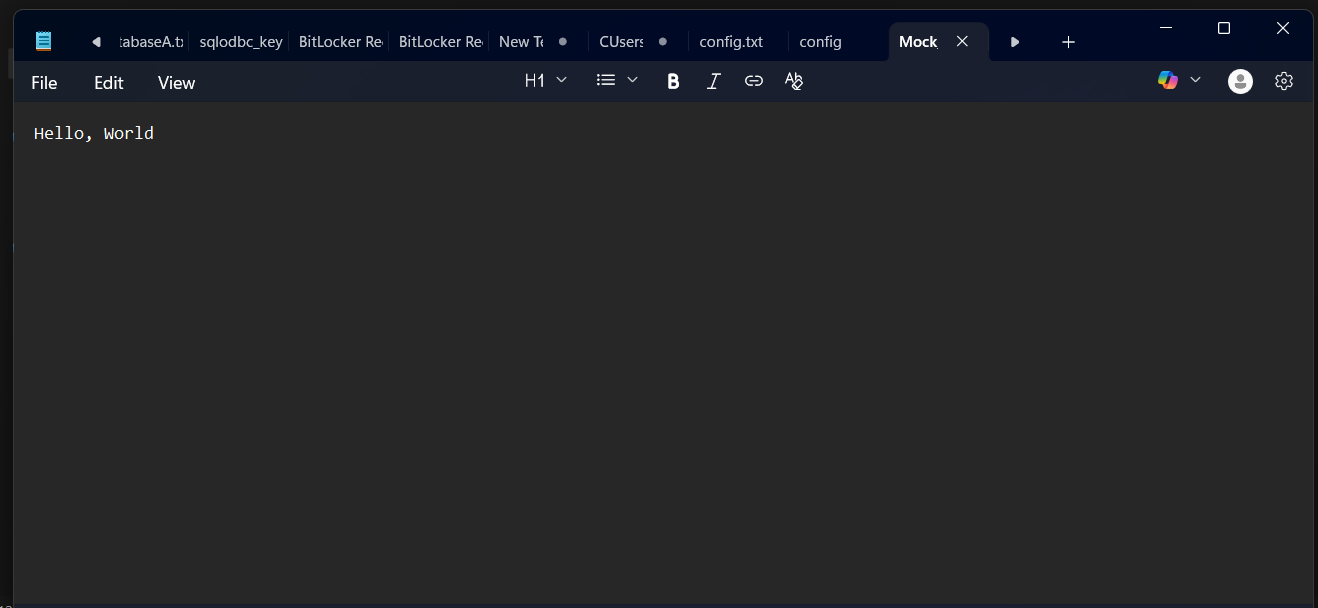 tabaseA.tx sqlodbc_key BitLocker Re BitLocker Re New Te CUsers config.txt config Mock
File Edit View H1 B I
Hello, World